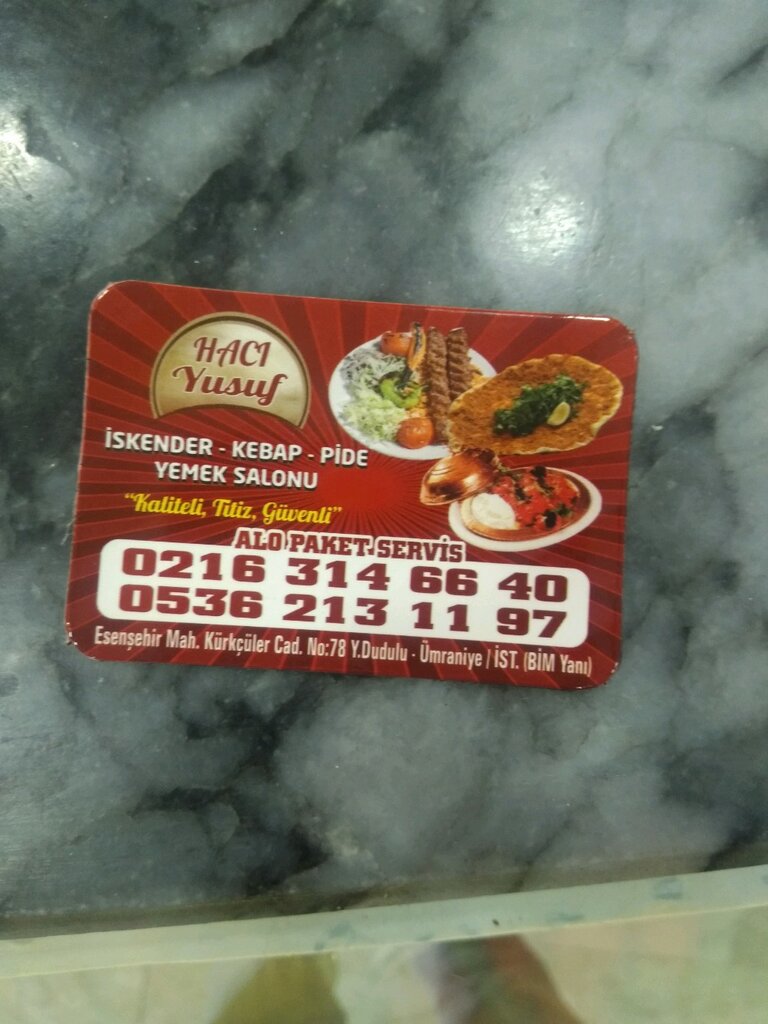 HACI
Yusuf
İSKENDER - KEBAP - PİDE
YEMEK SALONU
"Kaliteli, Titiz, Güvenli"
ALO PAKET SERVİS
0216 314 66 40
0536 213 11 97
Esenşehir Mah. Kürkçüler Cad. No:78 Y.Dudulu - Ümraniye / İST. (BİM Yanı)